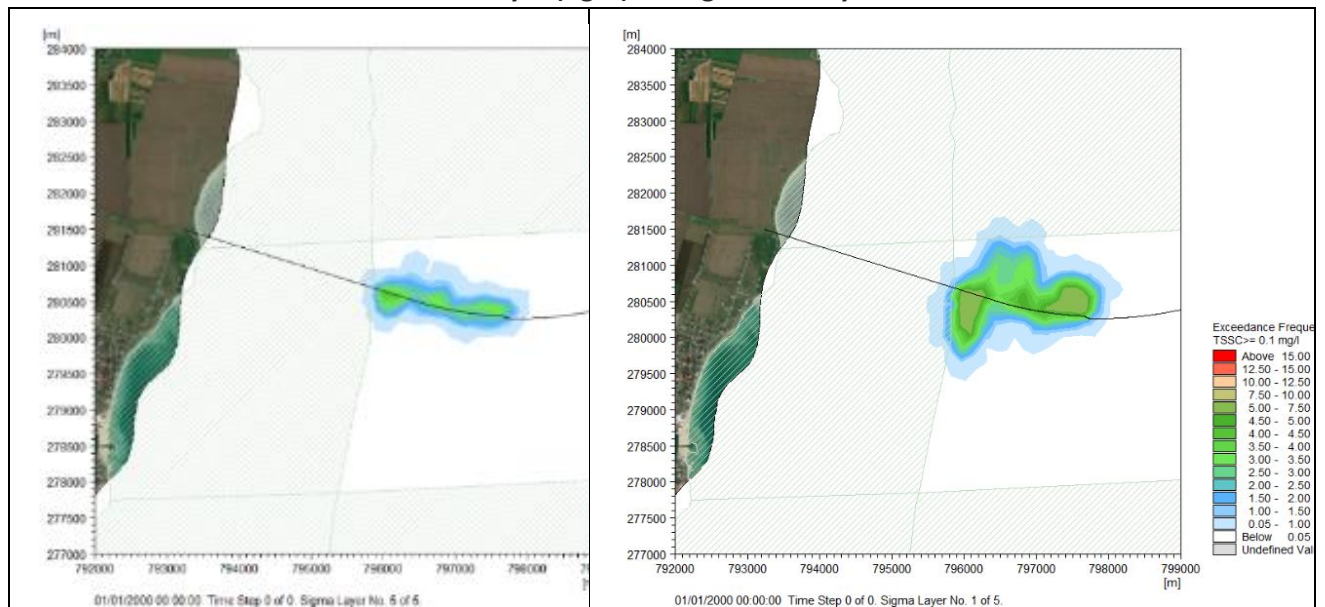 [m]
284000
283500
283000
282500
282000
281500
281000
280500
280000
279500
279000
278500
278000
277500
277000
792000 793000 794000 795000 796000 797000 798000
01/01/2000 00:00:00 Time Step 0 of 0. Sigma Layer No. 5 of 5.
[m]
284000
283500
283000
282500
282000
281500
281000
280500
280000
279500
279000
278500
278000
277500
277000
792000 793000 794000 795000 796000 797000 798000 799000
[m]
01/01/2000 00:00:00 Time Step 0 of 0. Sigma Layer No. 1 of 5.
Exceedance Freque
TSSC>= 0.1 mg/l
Above 15.00
12.50 - 15.00
10.00 - 12.50
7.50 - 10.00
5.00 - 7.50
4.50 - 5.00
4.00 - 4.50
3.50 - 4.00
3.00 - 3.50
2.50 - 3.00
2.00 - 2.50
1.50 - 2.00
1.00 - 1.50
0.05 - 1.00
Below 0.05
Undefined Val